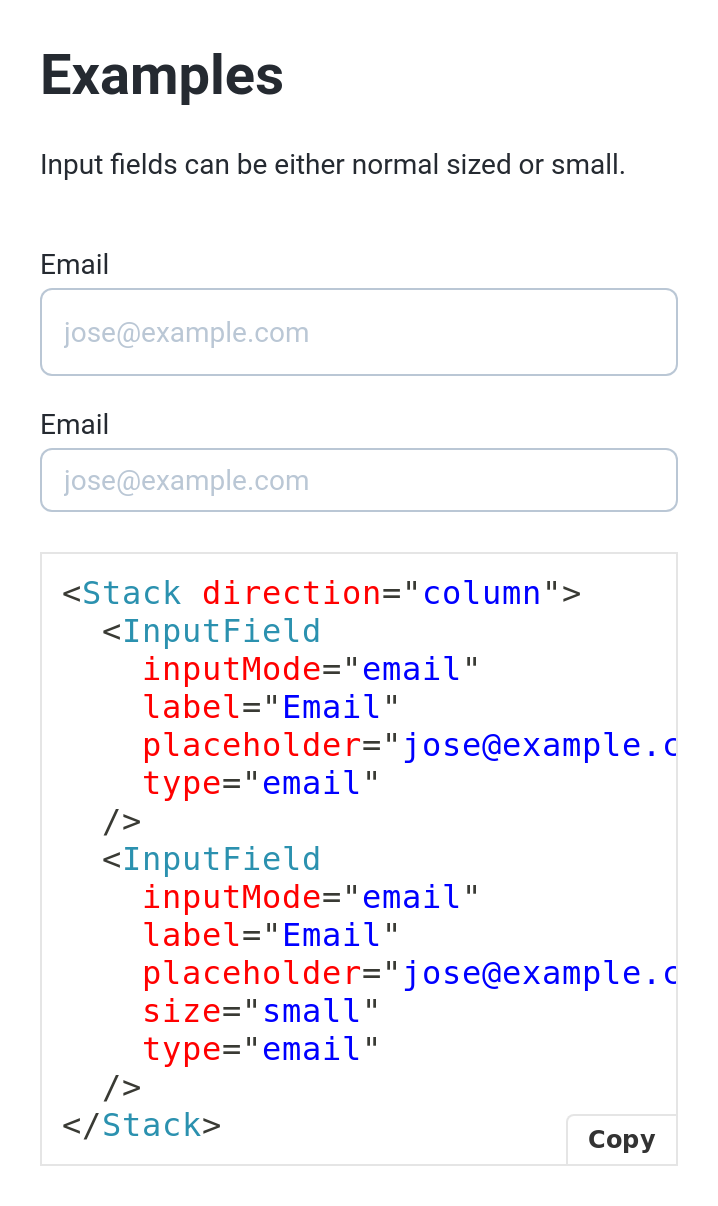 Examples
Input fields can be either normal sized or small.
Email
jose@example.com
Email
jose@example.com
<Stack direction="column">
  <InputField
    inputMode="email"
    label="Email"
    placeholder="jose@example.c
    type="email"
  />
  <InputField
    inputMode="email"
    label="Email"
    placeholder="jose@example.c
    size="small"
    type="email"
  />
</Stack>
Copy